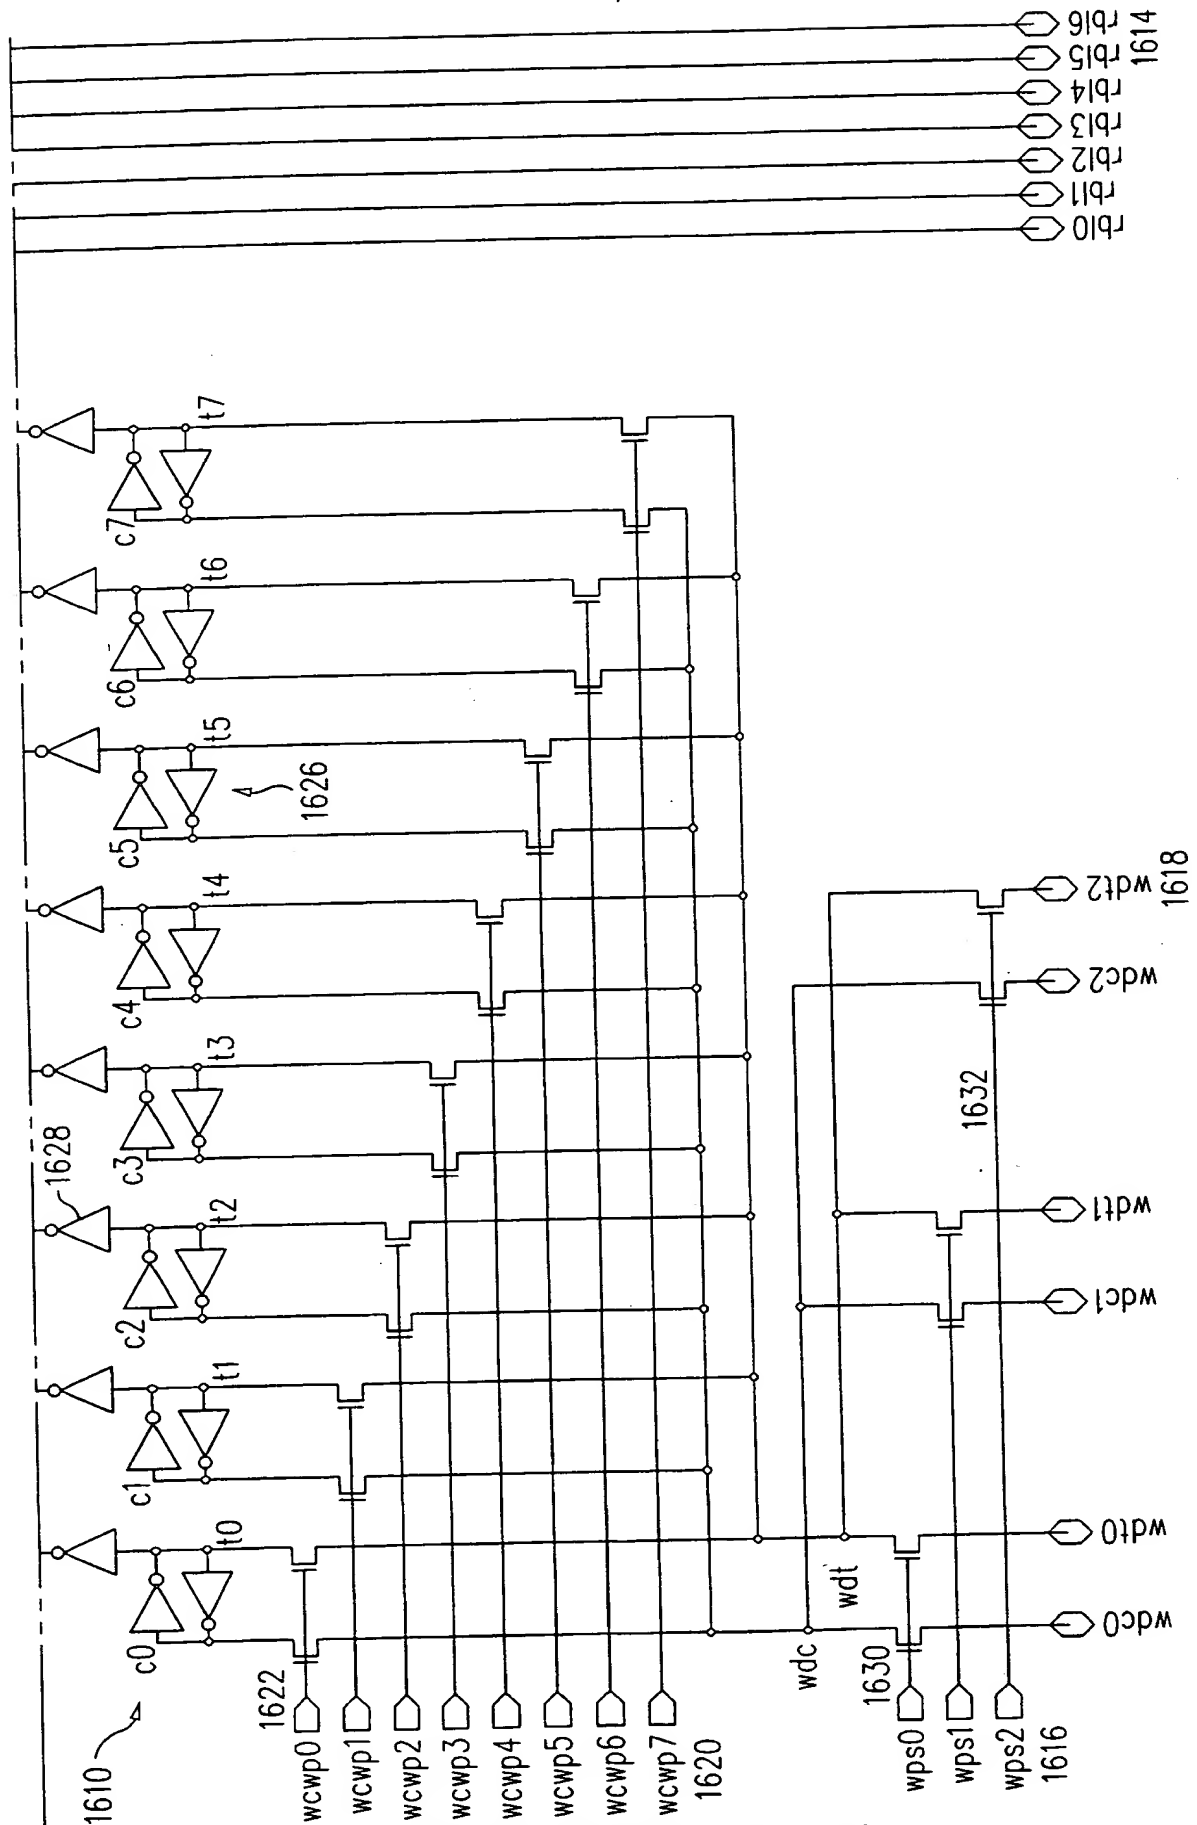 rbl6
rbl5
1614
rbl4
rbl3
rbl2
rbl1
rbl0
c7
t7
c6
t6
c5
t5
1626
c4
t4
c3
t3
1628
c2
t2
c1
t1
c0
t0
1610
1622
wcwp0
wcwp1
wcwp2
wcwp3
wcwp4
wcwp5
wcwp6
wcwp7
1620
wdc
wdt
1630
1632
wps0
wps1
wps2
1616
wdc0
wdt0
wdc1
wdt1
wdc2
wdt2
1618